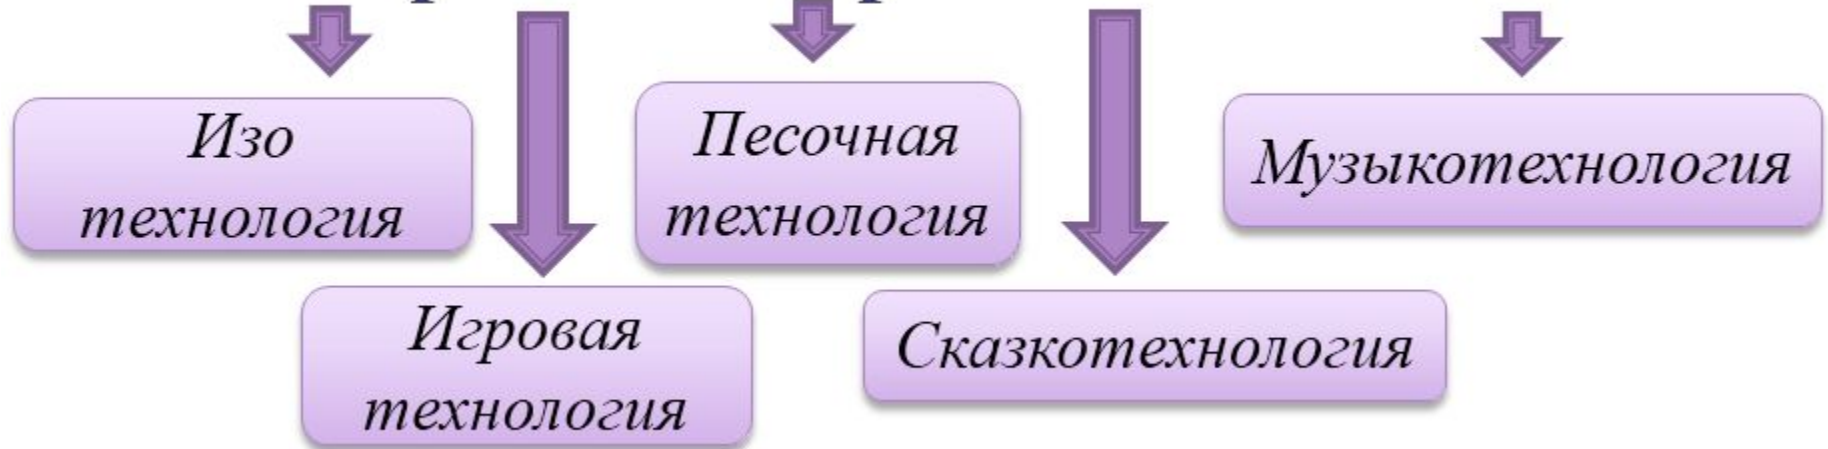 Изо
технология
Песочная
технология
Музыкотехнология
Игровая
технология
Сказкотехнология